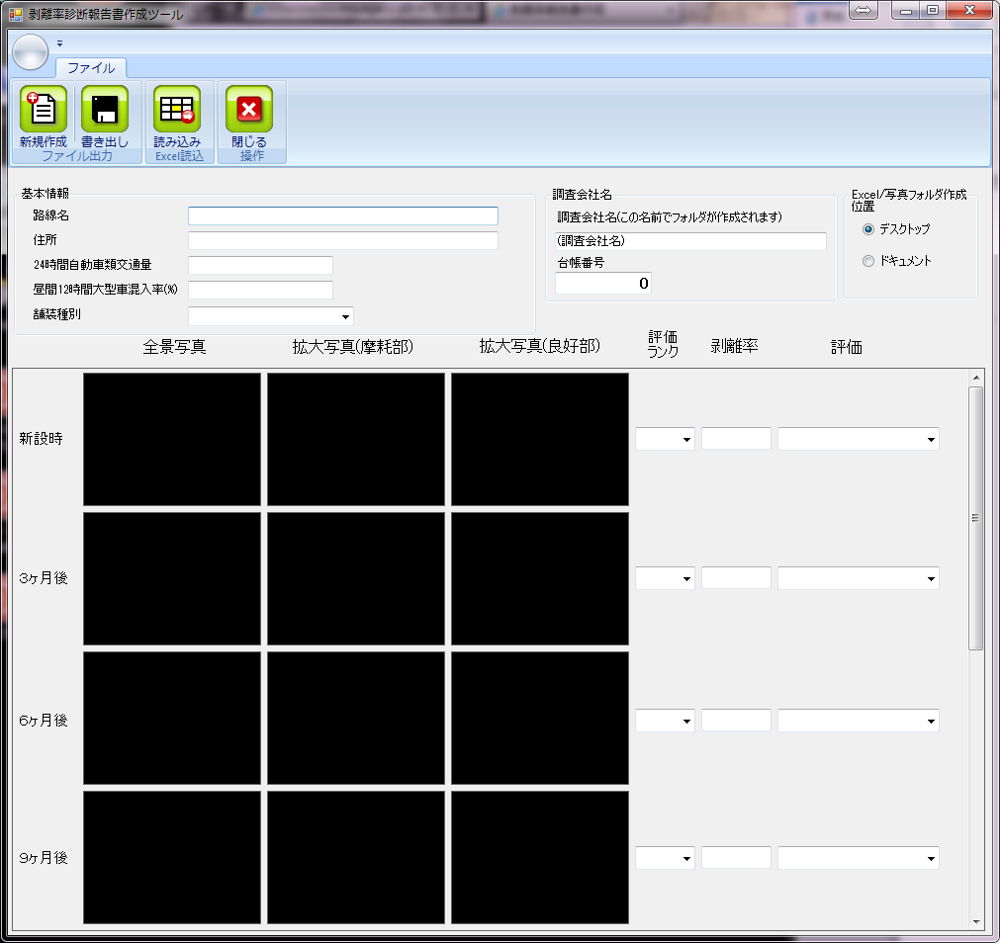 剥離率診断報告書作成ツール
ファイル
新規作成 書き出し 読み込み 閉じる
ファイル出力 Excel読込 操作
基本情報
路線名
住所
24時間自動車類交通量
昼間12時間大型車混入率(%)
舗装種別
調査会社名
調査会社名(この名前でフォルダが作成されます)
(調査会社名)
台帳番号
0
Excel/写真フォルダ作成
位置
デスクトップ
ドキュメント
全景写真 拡大写真(摩耗部) 拡大写真(良好部) 評価 剥離率 評価
ランク
新設時
3ヶ月後
6ヶ月後
9ヶ月後